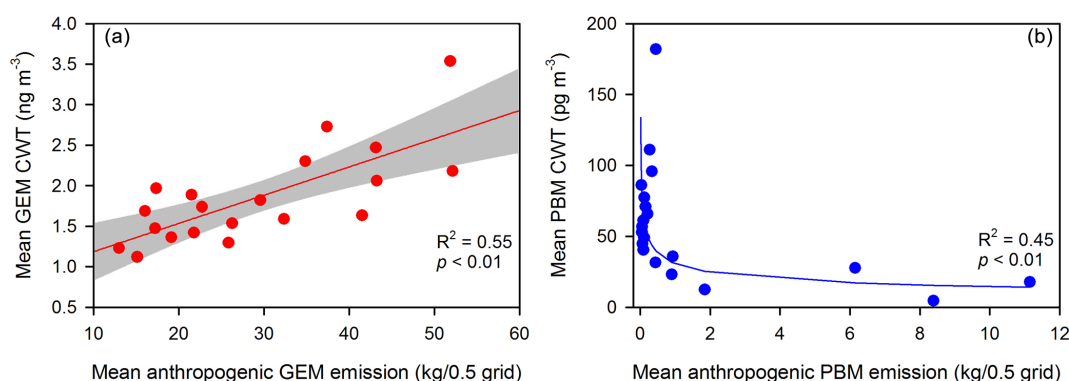 (a)
4.0
3.5
3.0
2.5
2.0
1.5
1.0
0.5
Mean GEM CWT (ng m⁻³)
R² = 0.55
p < 0.01
10 20 30 40 50 60
Mean anthropogenic GEM emission (kg/0.5 grid)
(b)
200
150
100
50
0
Mean PBM CWT (pg m⁻³)
R² = 0.45
p < 0.01
0 2 4 6 8 10 12
Mean anthropogenic PBM emission (kg/0.5 grid)